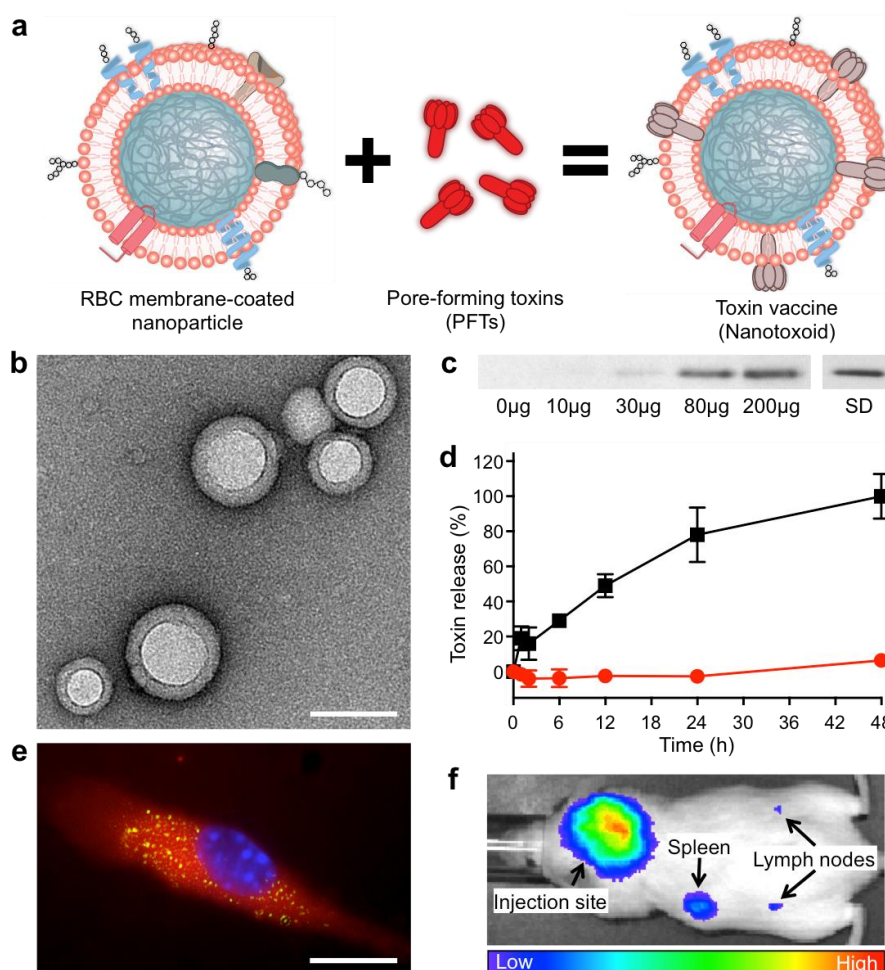 a
RBC membrane-coated
nanoparticle
Pore-forming toxins
(PFTs)
Toxin vaccine
(Nanotoxoid)
b
c
0µg 10µg 30µg 80µg 200µg SD
d
Toxin release (%)
120
100
80
60
40
20
0
0 6 12 18 24 30 36 42 48
Time (h)
e
f
Injection site
Spleen
Lymph nodes
Low High